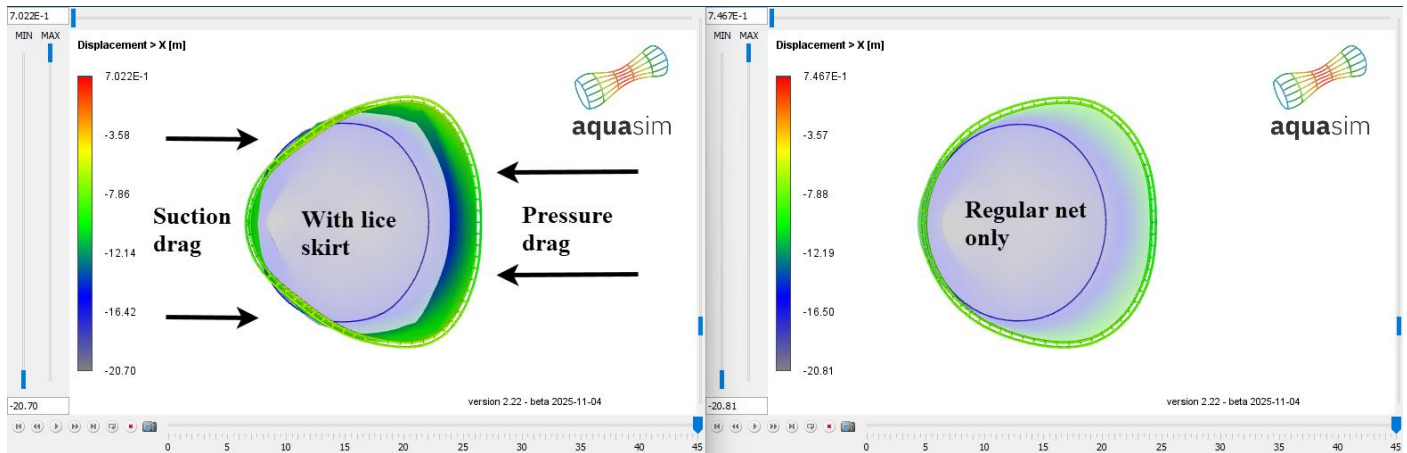 7.022E-1
MIN MAX
Displacement > X [m]
7.022E-1
-3.58
-7.86
-12.14
-16.42
-20.70
aquasim
Suction
drag
With lice
skirt
Pressure
drag
version 2.22 - beta 2025-11-04
-20.70
0 5 10 15 20 25 30 35 40 45
7.467E-1
MIN MAX
Displacement > X [m]
7.467E-1
-3.57
-7.88
-12.19
-16.50
-20.81
aquasim
Regular net
only
version 2.22 - beta 2025-11-04
-20.81
0 5 10 15 20 25 30 35 40 45